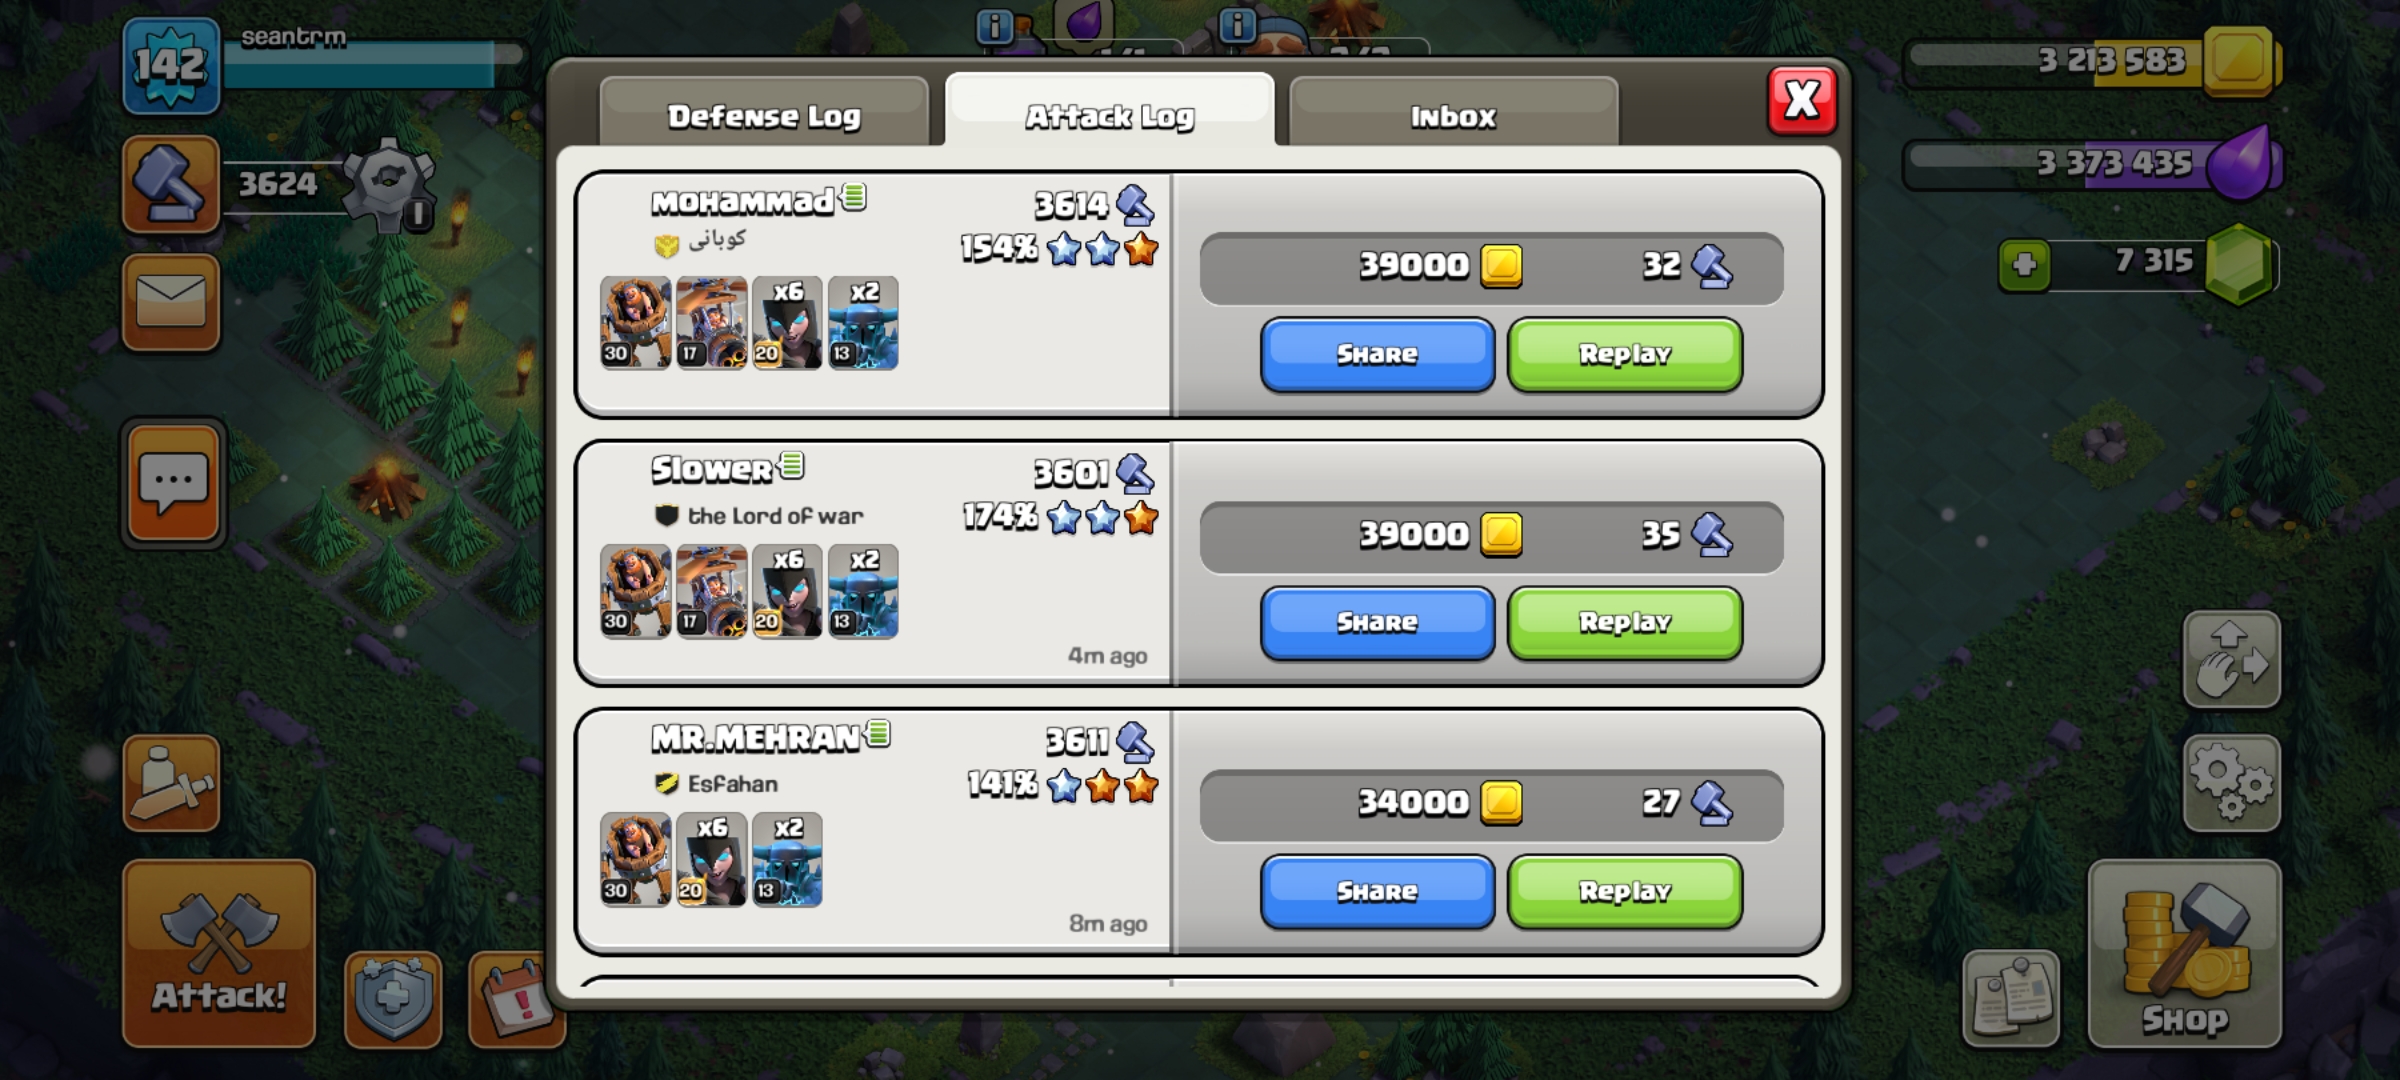 142
seantrm
3624
I
3 213 583
3 373 435
7 315
Defense Log
Attack Log
Inbox
X
Mohammad
3614
کوبانی
154%
x6
x2
30
17
20
13
39000
32
Share
Replay
Slower
3601
the Lord of war
174%
x6
x2
30
17
20
13
4m ago
39000
35
Share
Replay
MR.MEHRAN
3611
Esfahan
141%
x6
x2
30
20
13
8m ago
34000
27
Share
Replay
Attack!
Shop